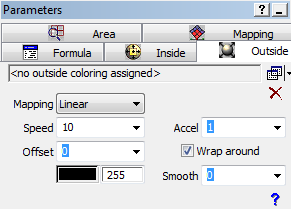 Parameters
Area Mapping
Formula Inside Outside
<no outside coloring assigned>
Mapping Linear
Speed 10 Accel 1
Offset 0 Wrap around
255 Smooth 0